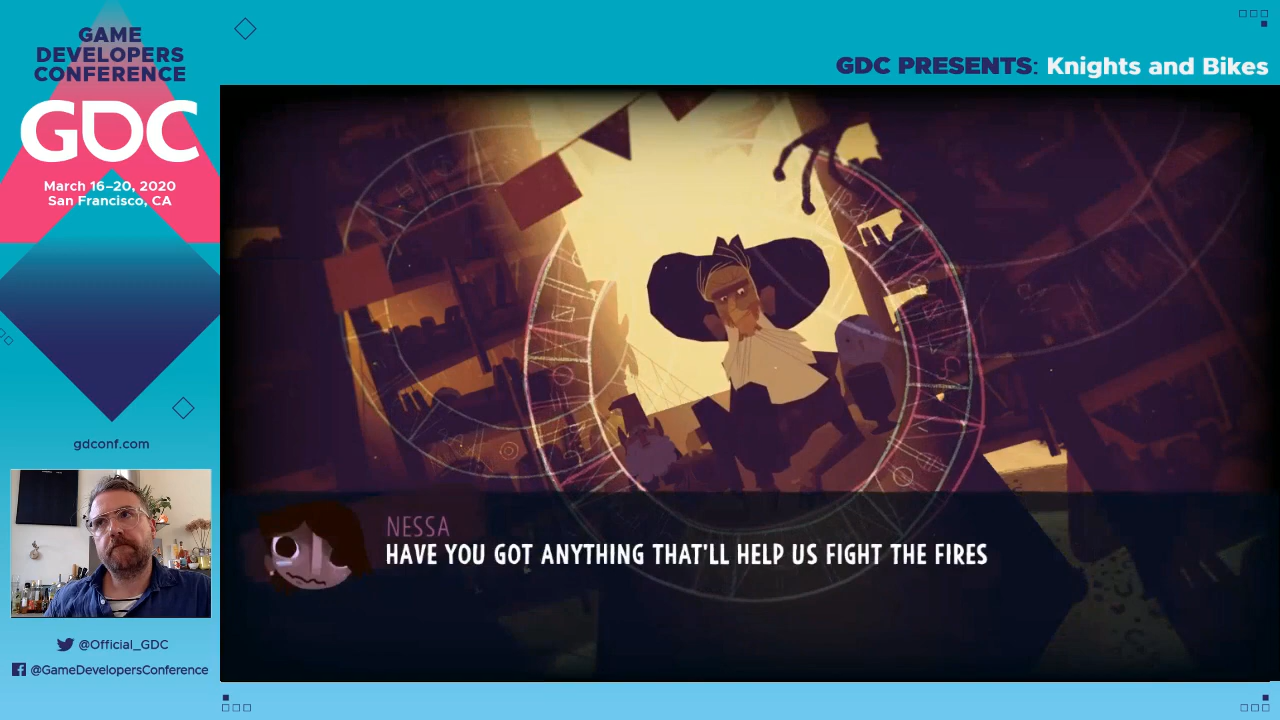 GAME
DEVELOPERS
CONFERENCE
GDC
March 16–20, 2020
San Francisco, CA
gdconf.com
@Official_GDC
@GameDevelopersConference
GDC PRESENTS: Knights and Bikes
NESSA
HAVE YOU GOT ANYTHING THAT'LL HELP US FIGHT THE FIRES